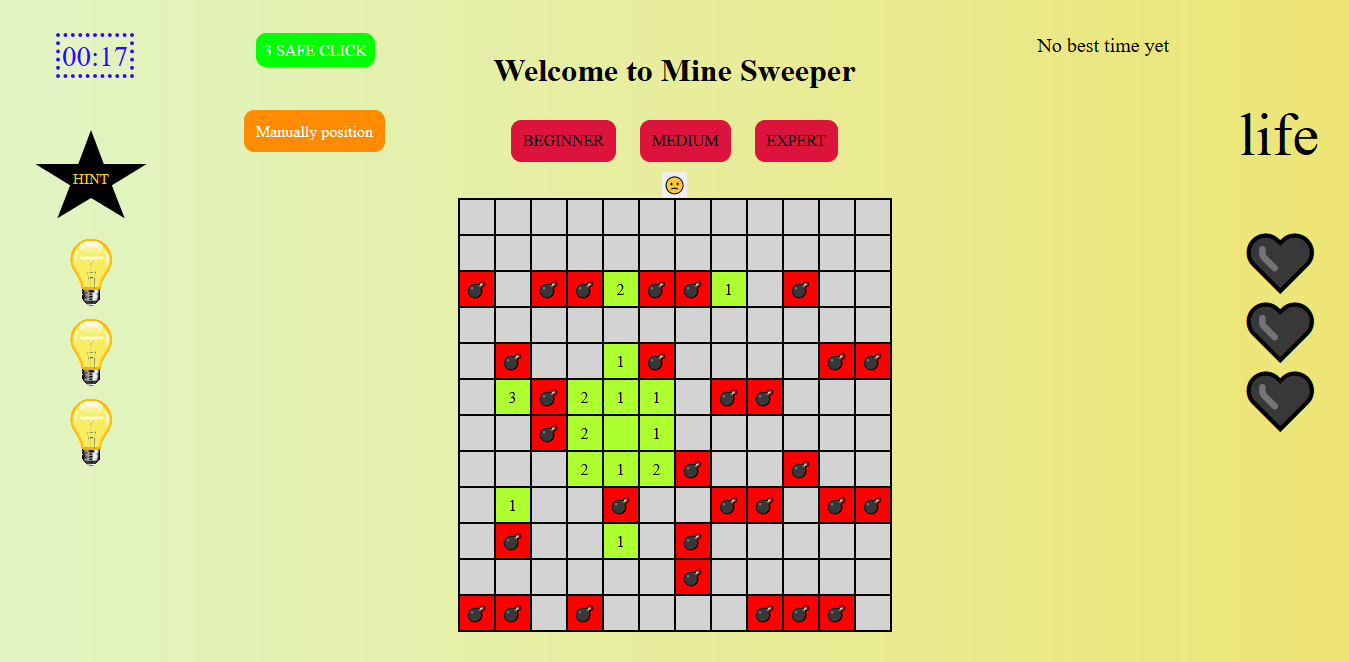 00:17
3 SAFE CLICK
No best time yet
Welcome to Mine Sweeper
Manually position
BEGINNER MEDIUM EXPERT
life
HINT
2 1
1
3 2 1 1
2 1
2 1 2
1
1